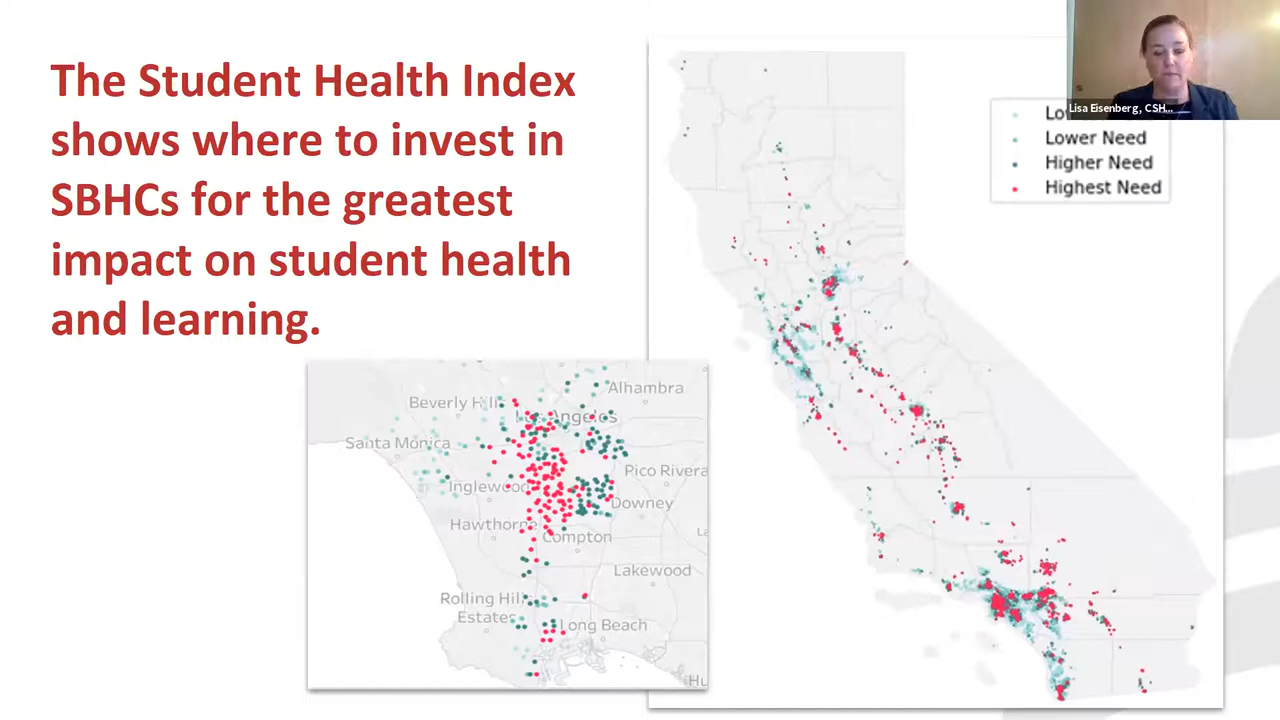 The Student Health Index
shows where to invest in
SBHCs for the greatest
impact on student health
and learning.
Lisa Eisenberg, CSH...
Lower Need
Higher Need
Highest Need
Alhambra
Beverly Hills
Los Angeles
Santa Monica
Pico Rivera
Inglewood
Downey
Hawthorne
Compton
Lakewood
Rolling Hills
Estates
Long Beach